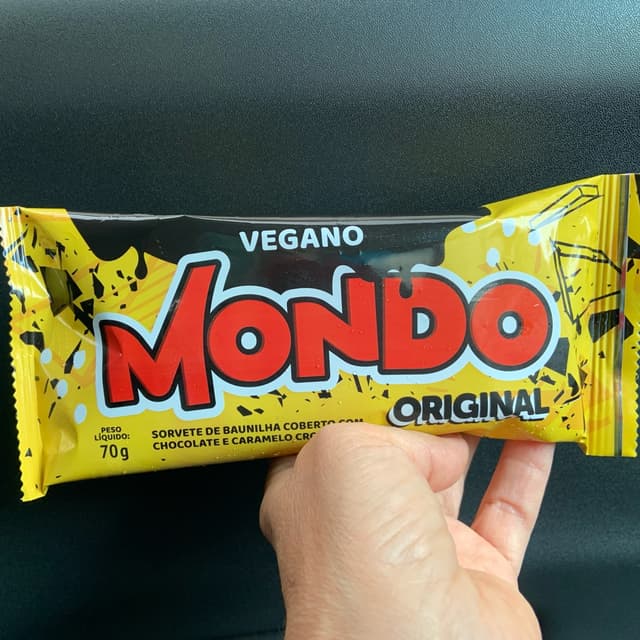 VEGANO
MONDO
ORIGINAL
PESO
LÍQUIDO:
70g
SORVETE DE BAUNILHA COBERTO COM
CHOCOLATE E CARAMELO